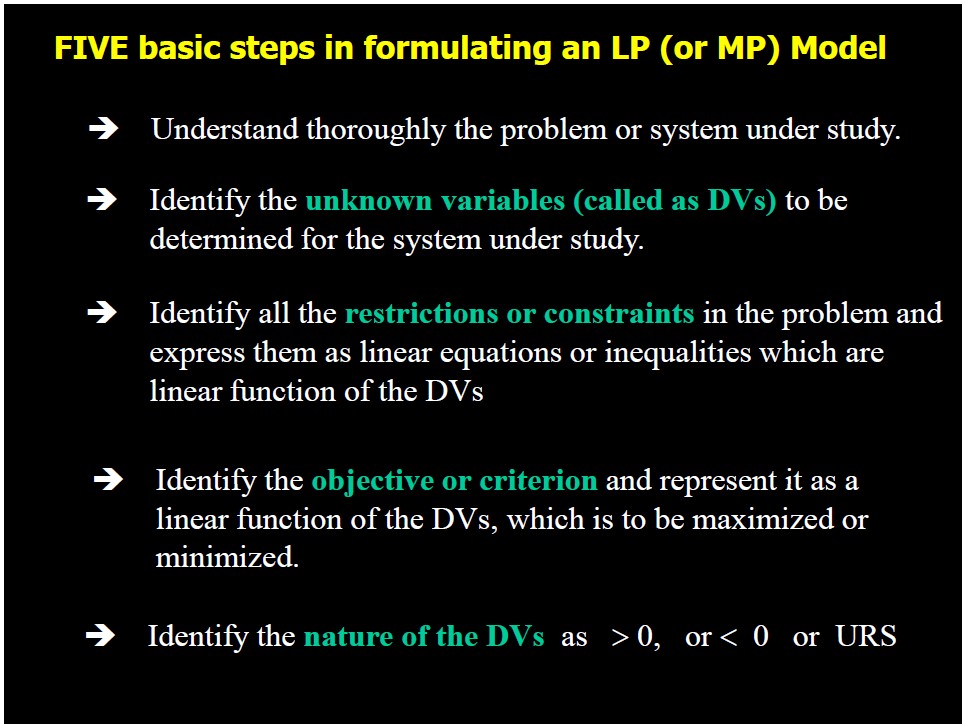 FIVE basic steps in formulating an LP (or MP) Model
➔ Understand thoroughly the problem or system under study.
➔ Identify the unknown variables (called as DVs) to be
determined for the system under study.
➔ Identify all the restrictions or constraints in the problem and
express them as linear equations or inequalities which are
linear function of the DVs
➔ Identify the objective or criterion and represent it as a
linear function of the DVs, which is to be maximized or
minimized.
➔ Identify the nature of the DVs as > 0, or < 0 or URS